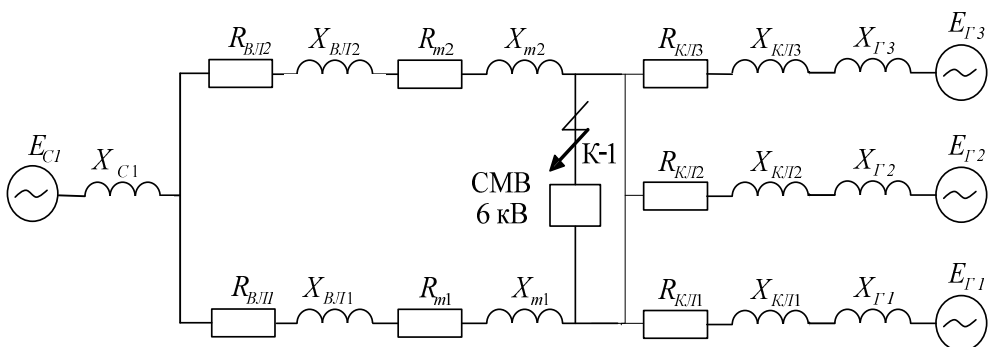 R_ВЛ2 X_ВЛ2 R_т2 X_т2 R_КЛ3 X_КЛ3 X_Г3 E_Г3
E_С1 X_С1 К-1
СМВ
6 кВ
R_КЛ2 X_КЛ2 X_Г2 E_Г2
R_ВЛ1 X_ВЛ1 R_т1 X_т1 R_КЛ1 X_КЛ1 X_Г1 E_Г1